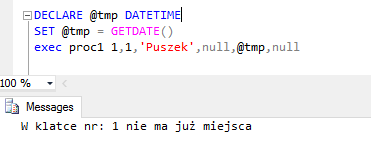 DECLARE @tmp DATETIME
SET @tmp = GETDATE()
exec proc1 1,1,'Puszek',null,@tmp,null
100 %
Messages
W klatce nr: 1 nie ma już miejsca